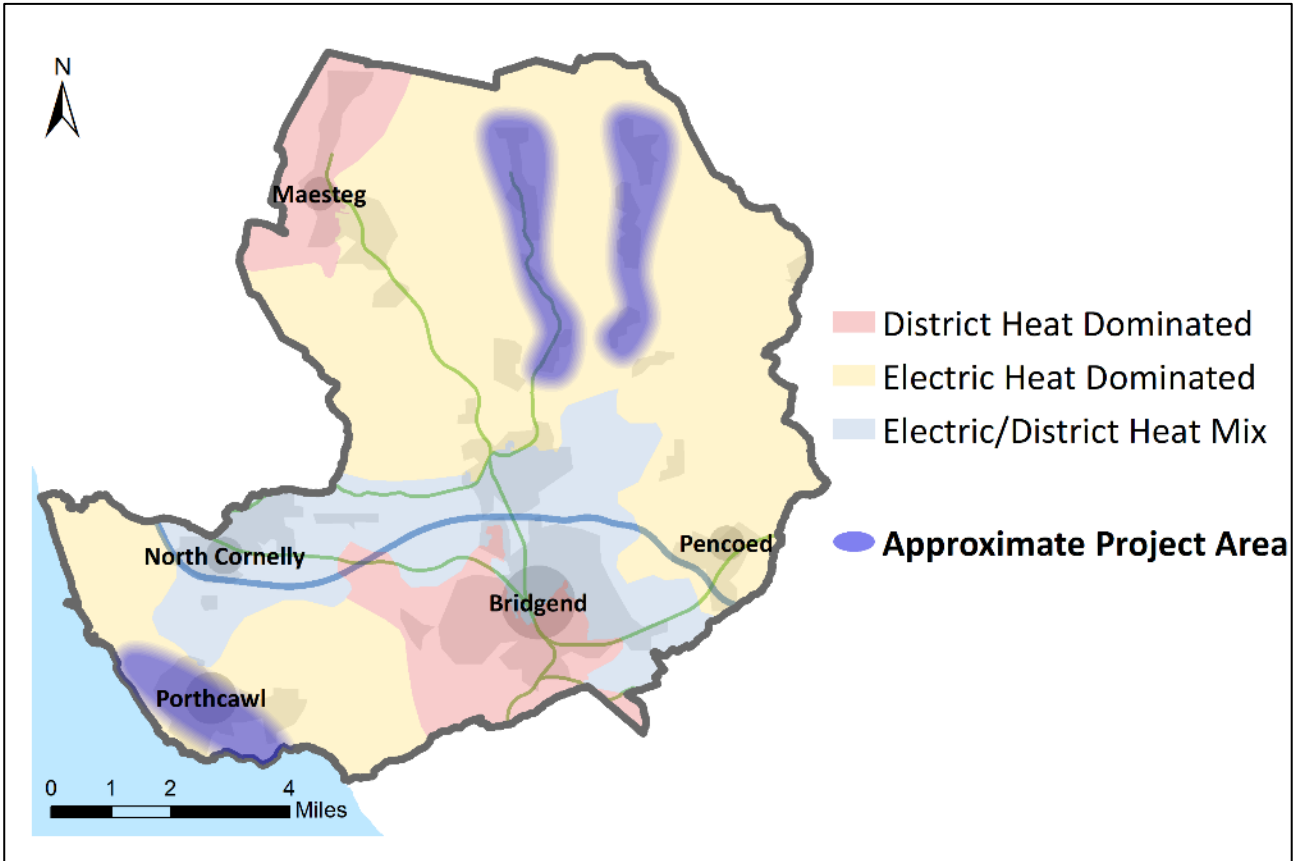 N
Maesteg
District Heat Dominated
Electric Heat Dominated
Electric/District Heat Mix
North Cornelly
Pencoed
Approximate Project Area
Bridgend
Porthcawl
0 1 2 4
Miles